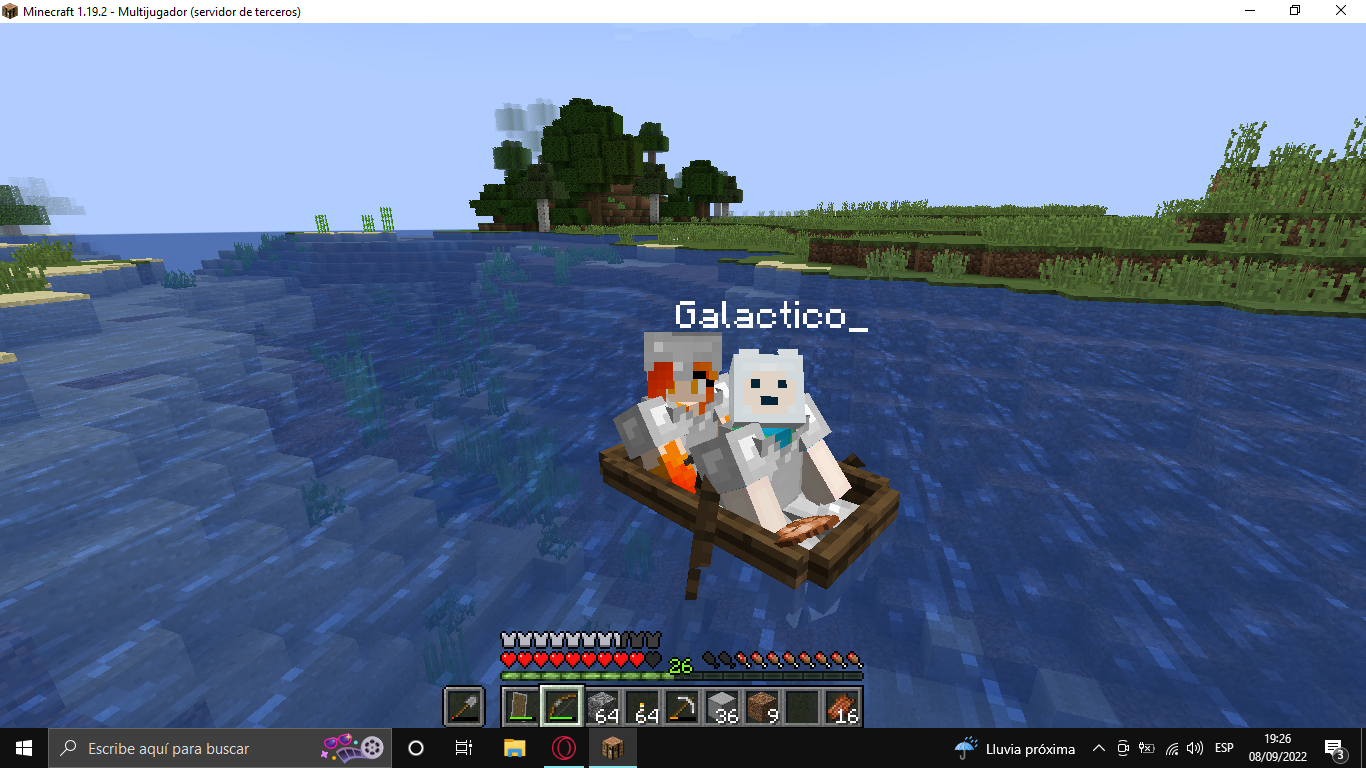 Minecraft 1.19.2 - Multijugador (servidor de terceros)
Galactico_
26
64
64
36
9
16
Escribe aquí para buscar
Lluvia próxima
ESP
19:26
08/09/2022
3